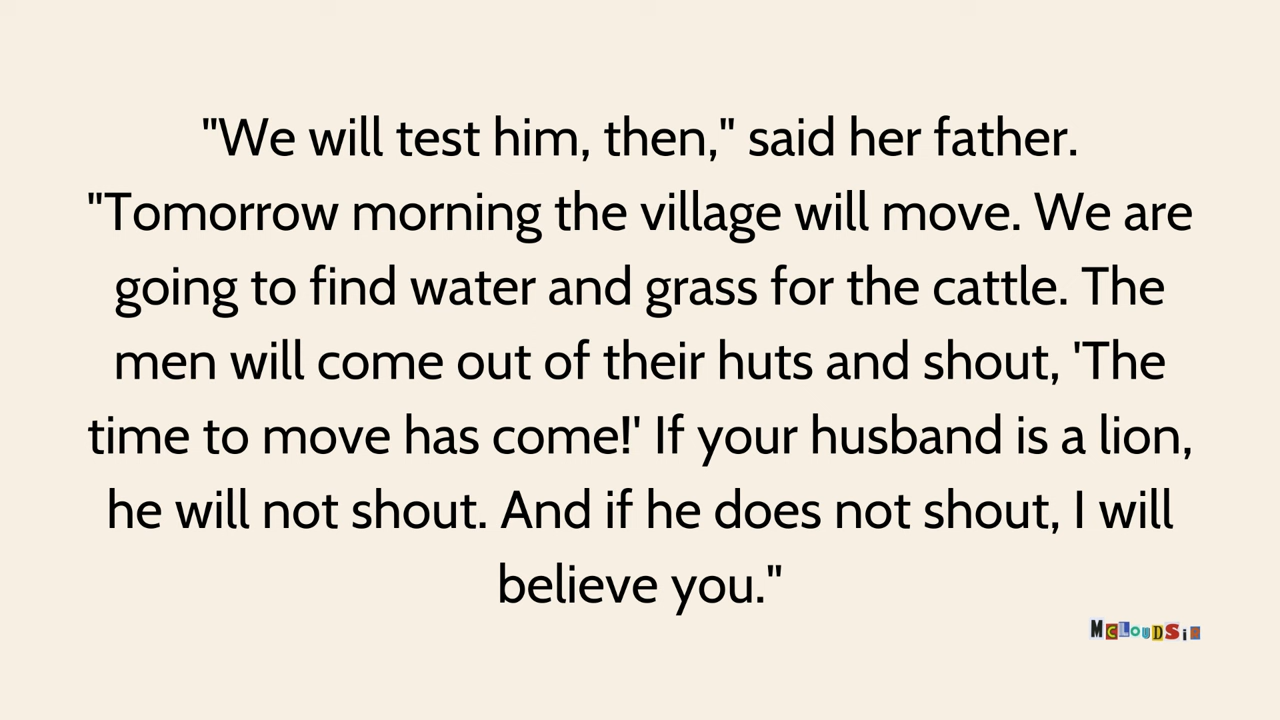 "We will test him, then," said her father.
"Tomorrow morning the village will move. We are
going to find water and grass for the cattle. The
men will come out of their huts and shout, 'The
time to move has come!' If your husband is a lion,
he will not shout. And if he does not shout, I will
believe you."
McLOUDSiD